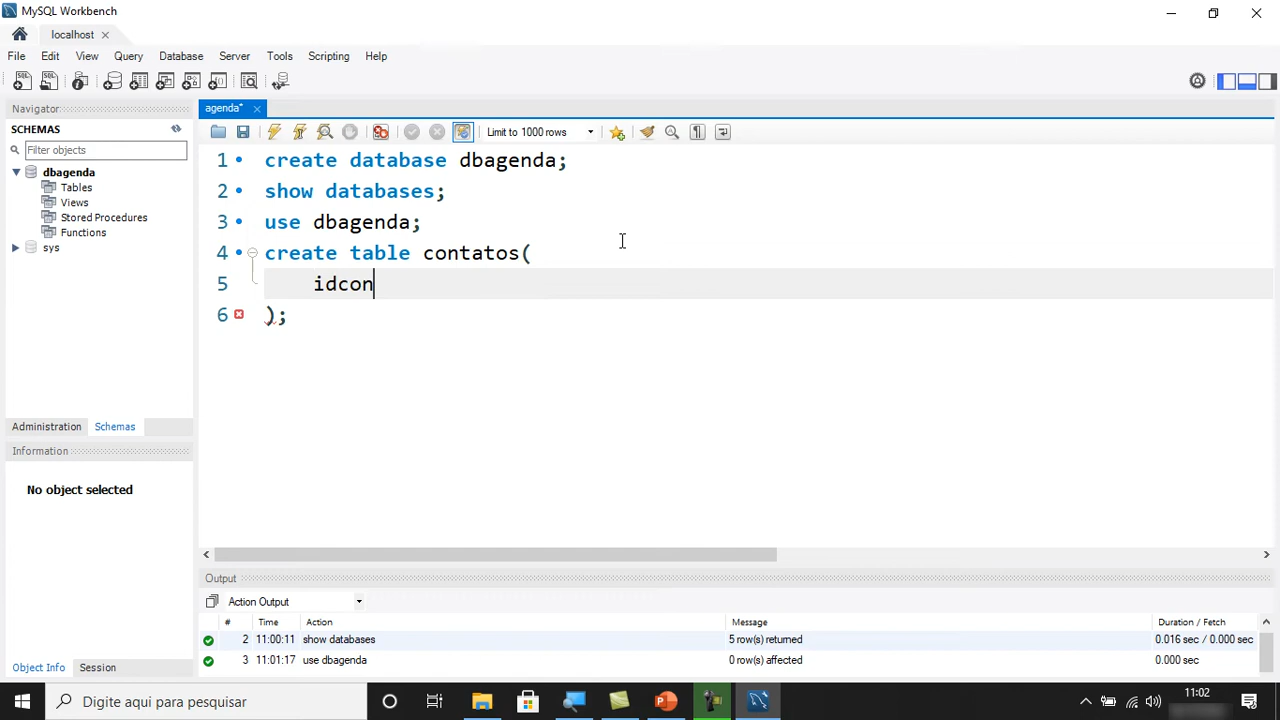 MySQL Workbench
localhost
File Edit View Query Database Server Tools Scripting Help
Navigator
SCHEMAS
Filter objects
dbagenda
Tables
Views
Stored Procedures
Functions
sys
Administration Schemas
Information
No object selected
Object Info Session
agenda*
Limit to 1000 rows
1 create database dbagenda;
2 show databases;
3 use dbagenda;
4 create table contatos(
5 idcon
6 );
Output
Action Output
# Time Action Message Duration / Fetch
2 11:00:11 show databases 5 row(s) returned 0.016 sec / 0.000 sec
3 11:01:17 use dbagenda 0 row(s) affected 0.000 sec
Digite aqui para pesquisar
11:02